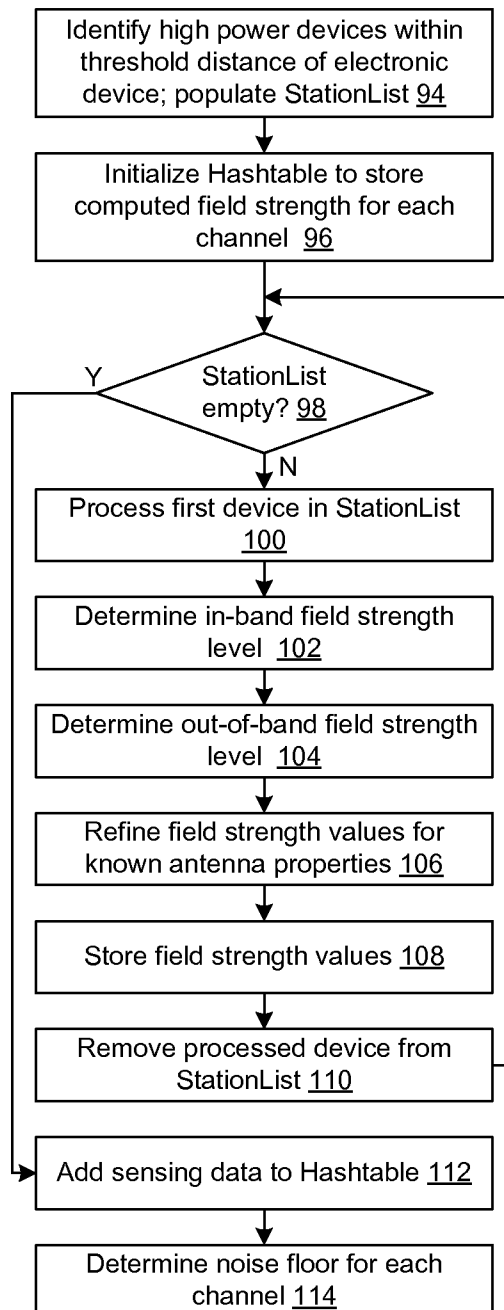 Identify high power devices within
threshold distance of electronic
device; populate StationList 94
Initialize Hashtable to store
computed field strength for each
channel 96
StationList
empty? 98
Y
N
Process first device in StationList
100
Determine in-band field strength
level 102
Determine out-of-band field strength
level 104
Refine field strength values for
known antenna properties 106
Store field strength values 108
Remove processed device from
StationList 110
Add sensing data to Hashtable 112
Determine noise floor for each
channel 114